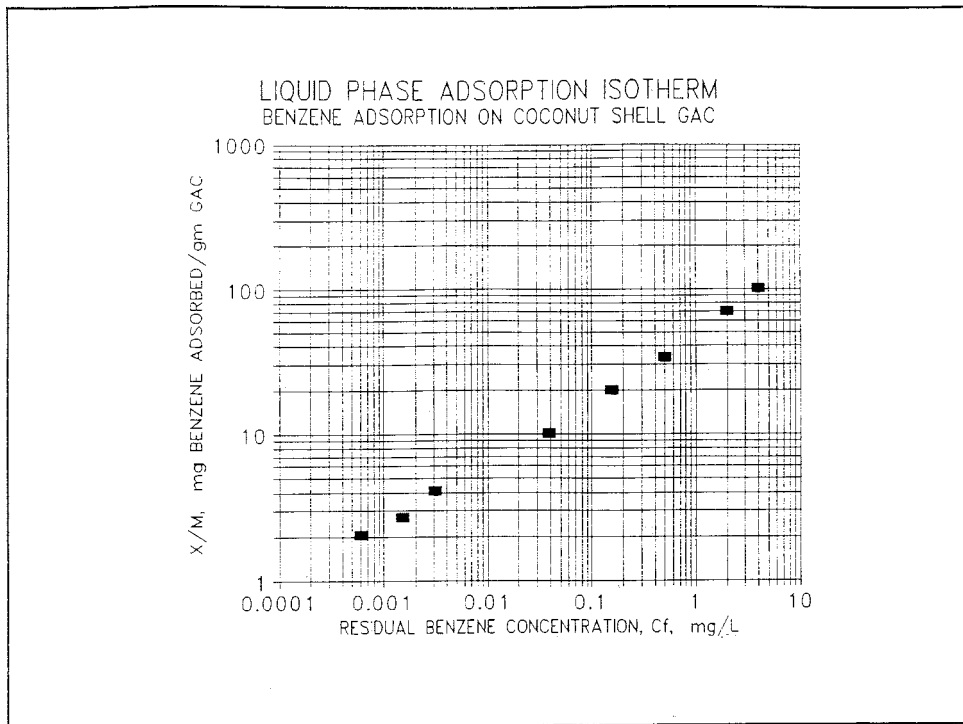 LIQUID PHASE ADSORPTION ISOTHERM
BENZENE ADSORPTION ON COCONUT SHELL GAC
X/M, mg BENZENE ADSORBED/gm GAC
1000
100
10
1
0.0001 0.001 0.01 0.1 1 10
RESIDUAL BENZENE CONCENTRATION, Cf, mg/L